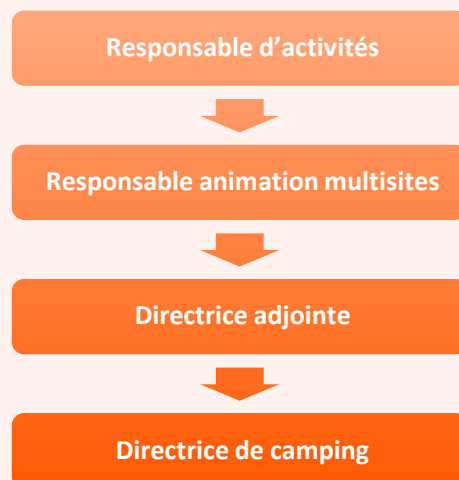 Responsable d’activités
Responsable animation multisites
Directrice adjointe
Directrice de camping